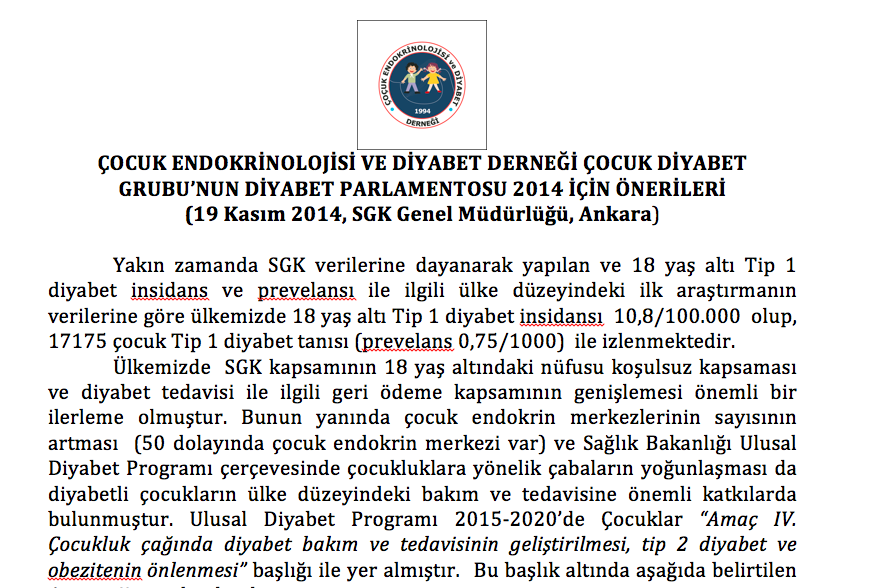 ÇOCUK ENDOKRİNOLOJİSİ ve DİYABET
1994
DERNEĞİ
ÇOCUK ENDOKRİNOLOJİSİ VE DİYABET DERNEĞİ ÇOCUK DİYABET
GRUBU’NUN DİYABET PARLAMENTOSU 2014 İÇİN ÖNERİLERİ
(19 Kasım 2014, SGK Genel Müdürlüğü, Ankara)
Yakın zamanda SGK verilerine dayanarak yapılan ve 18 yaş altı Tip 1
diyabet insidans ve prevelansı ile ilgili ülke düzeyindeki ilk araştırmanın
verilerine göre ülkemizde 18 yaş altı Tip 1 diyabet insidansı 10,8/100.000 olup,
17175 çocuk Tip 1 diyabet tanısı (prevelans 0,75/1000) ile izlenmektedir.
Ülkemizde SGK kapsamının 18 yaş altındaki nüfusu koşulsuz kapsaması
ve diyabet tedavisi ile ilgili geri ödeme kapsamının genişlemesi önemli bir
ilerleme olmuştur. Bunun yanında çocuk endokrin merkezlerinin sayısının
artması (50 dolayında çocuk endokrin merkezi var) ve Sağlık Bakanlığı Ulusal
Diyabet Programı çerçevesinde çocukluklara yönelik çabaların yoğunlaşması da
diyabetli çocukların ülke düzeyindeki bakım ve tedavisine önemli katkılarda
bulunmuştur. Ulusal Diyabet Programı 2015-2020’de Çocuklar “Amaç IV.
Çocukluk çağında diyabet bakım ve tedavisinin geliştirilmesi, tip 2 diyabet ve
obezitenin önlenmesi” başlığı ile yer almıştır. Bu başlık altında aşağıda belirtilen